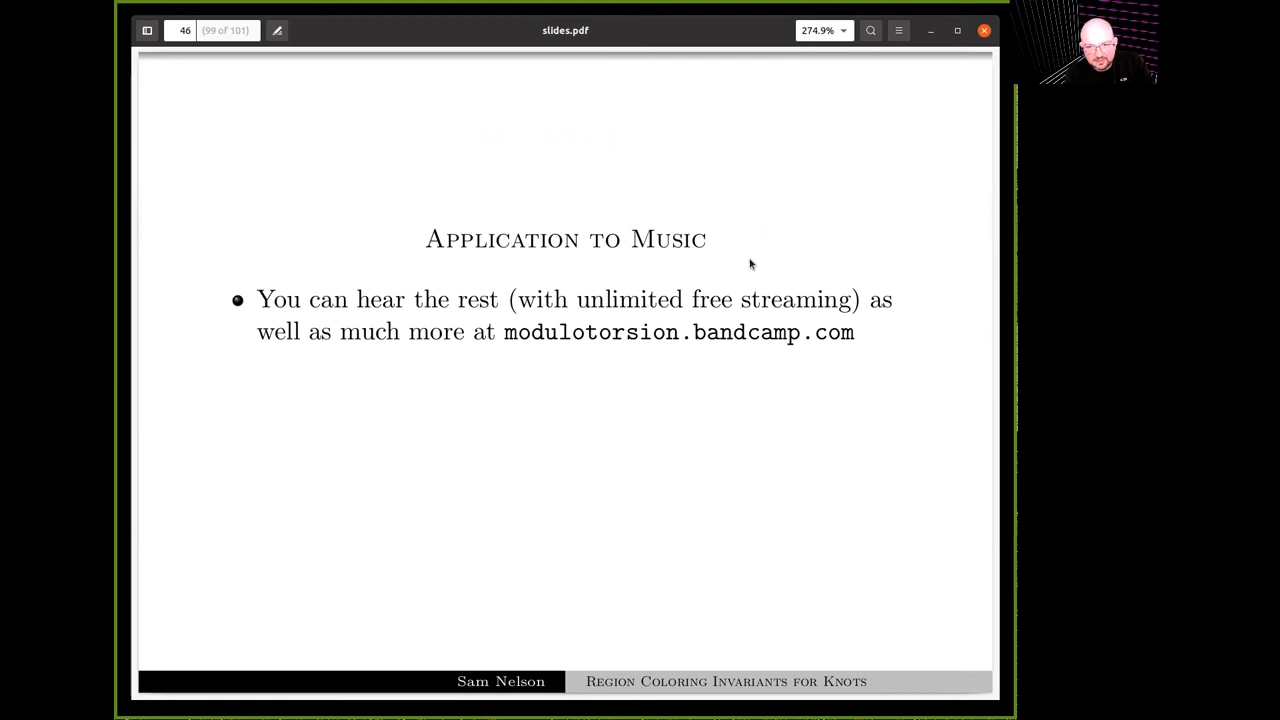 46 (99 of 101)
slides.pdf
274.9%
Application to Music
You can hear the rest (with unlimited free streaming) as
well as much more at modulotorsion.bandcamp.com
Sam Nelson
Region Coloring Invariants for Knots